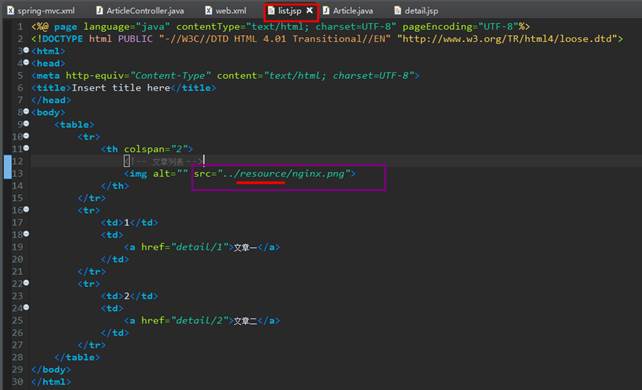 spring-mvc.xml ArticleController.java web.xml list.jsp Article.java detail.jsp
1 <%@ page language="java" contentType="text/html; charset=UTF-8" pageEncoding="UTF-8"%>
2 <!DOCTYPE html PUBLIC "-//W3C//DTD HTML 4.01 Transitional//EN" "http://www.w3.org/TR/html4/loose.dtd">
3 <html>
4 <head>
5 <meta http-equiv="Content-Type" content="text/html; charset=UTF-8">
6 <title>Insert title here</title>
7 </head>
8 <body>
9 <table>
10 <tr>
11 <th colspan="2">
12 <!-- 文章列表 -->
13 <img alt="" src="../resource/nginx.png">
14 </th>
15 </tr>
16 <tr>
17 <td>1</td>
18 <td>
19 <a href="detail/1">文章一</a>
20 </td>
21 </tr>
22 <tr>
23 <td>2</td>
24 <td>
25 <a href="detail/2">文章二</a>
26 </td>
27 </tr>
28 </table>
29 </body>
30 </html>